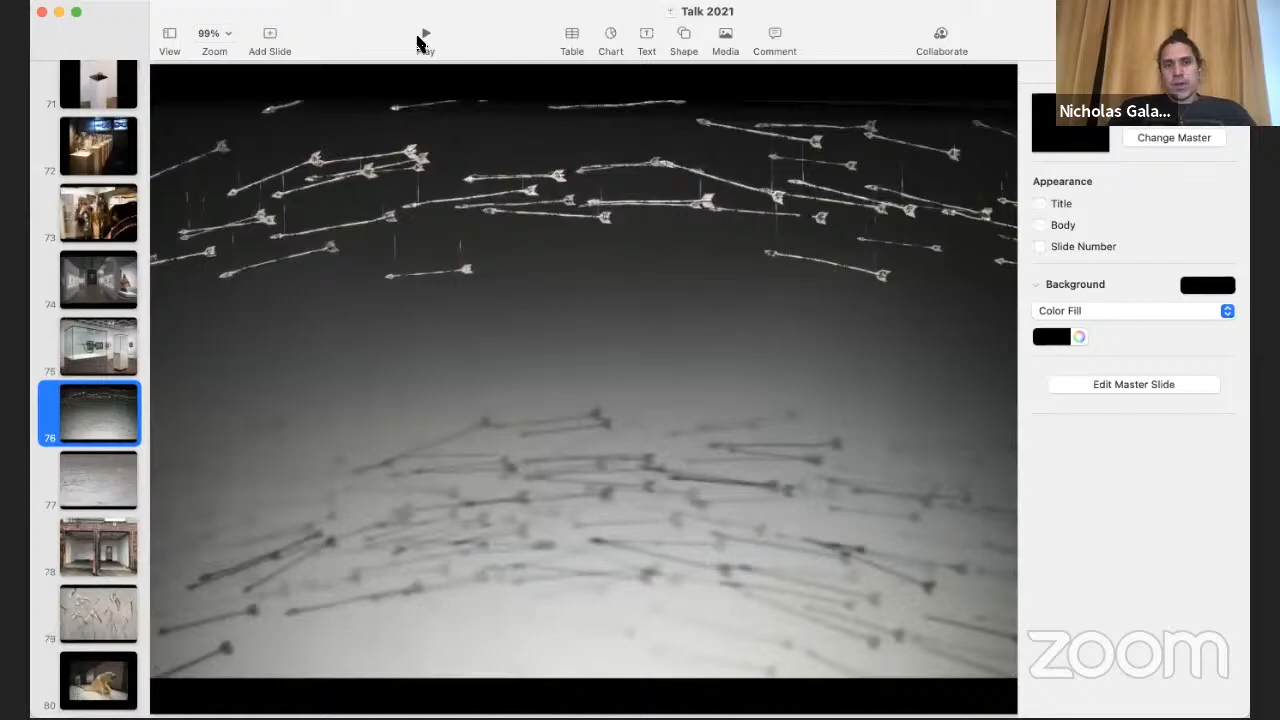 Talk 2021
99%
View
Zoom
Add Slide
Table
Chart
Text
Shape
Media
Comment
Collaborate
Nicholas Gala...
Change Master
Appearance
Title
Body
Slide Number
Background
Color Fill
Edit Master Slide
71
72
73
74
75
76
77
78
79
80
zoom